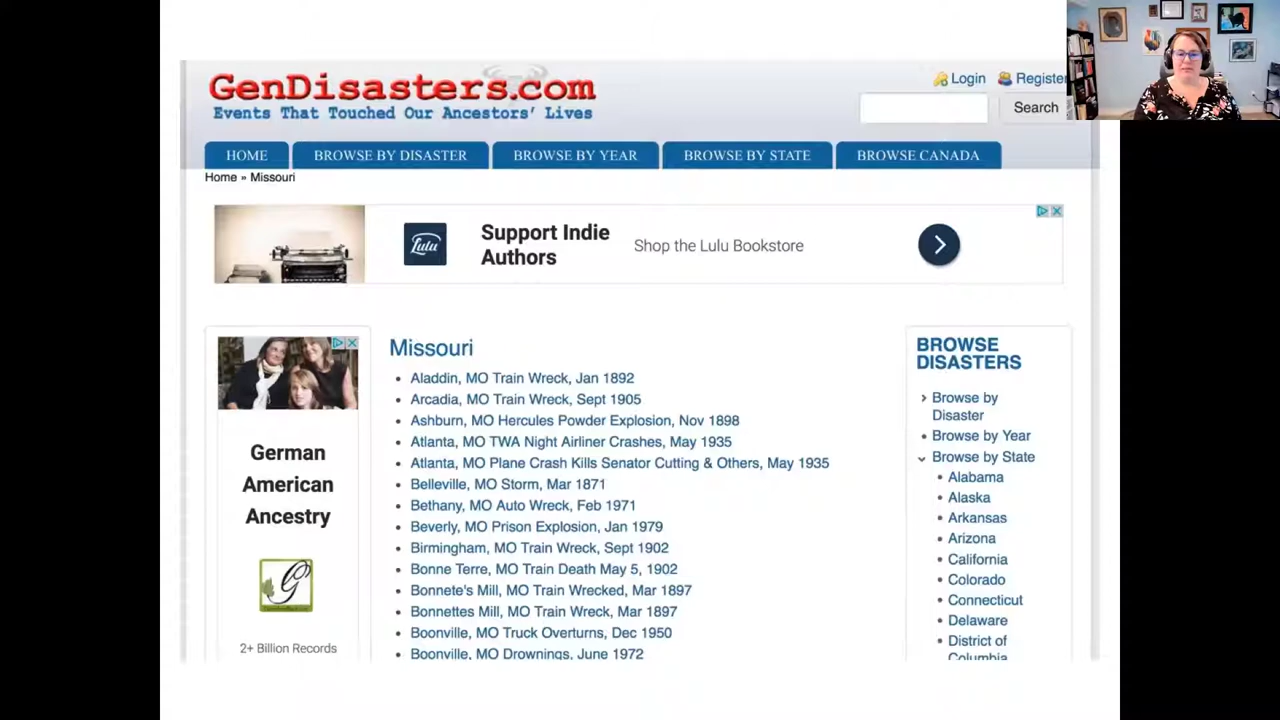 GenDisasters.com
Events That Touched Our Ancestors' Lives
Login Register
Search
HOME BROWSE BY DISASTER BROWSE BY YEAR BROWSE BY STATE BROWSE CANADA
Home » Missouri
Lulu
Support Indie
Authors
Shop the Lulu Bookstore
German
American
Ancestry
G
2+ Billion Records
Missouri
• Aladdin, MO Train Wreck, Jan 1892
• Arcadia, MO Train Wreck, Sept 1905
• Ashburn, MO Hercules Powder Explosion, Nov 1898
• Atlanta, MO TWA Night Airliner Crashes, May 1935
• Atlanta, MO Plane Crash Kills Senator Cutting & Others, May 1935
• Belleville, MO Storm, Mar 1871
• Bethany, MO Auto Wreck, Feb 1971
• Beverly, MO Prison Explosion, Jan 1979
• Birmingham, MO Train Wreck, Sept 1902
• Bonne Terre, MO Train Death May 5, 1902
• Bonnete's Mill, MO Train Wrecked, Mar 1897
• Bonnettes Mill, MO Train Wreck, Mar 1897
• Boonville, MO Truck Overturns, Dec 1950
• Boonville, MO Drownings, June 1972
BROWSE
DISASTERS
Browse by
Disaster
• Browse by Year
Browse by State
• Alabama
• Alaska
• Arkansas
• Arizona
• California
• Colorado
• Connecticut
• Delaware
• District of
Columbia